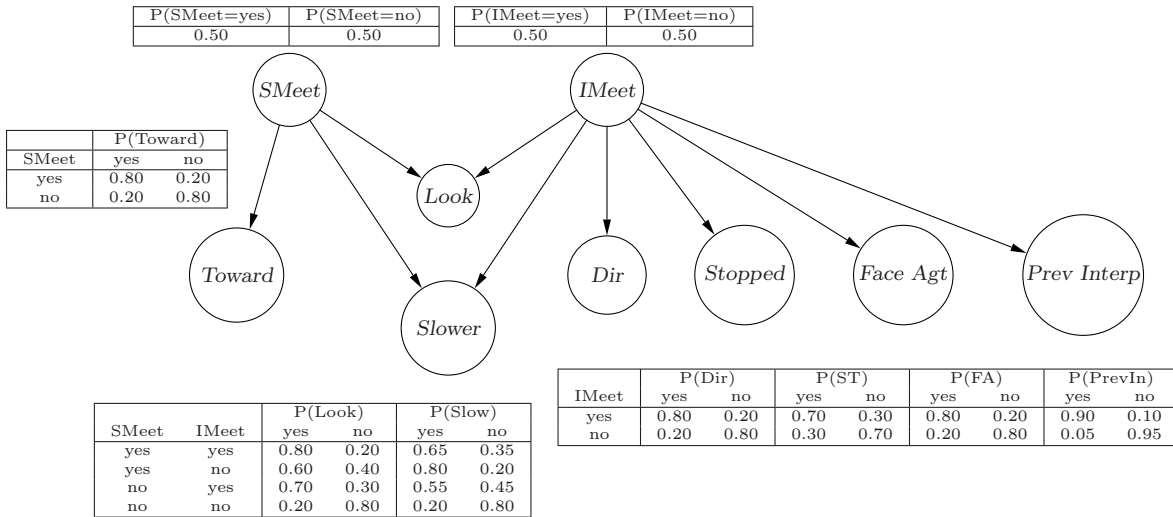 P(SMeet=yes) P(SMeet=no)
0.50 0.50
P(IMeet=yes) P(IMeet=no)
0.50 0.50
SMeet
IMeet
P(Toward)
SMeet yes no
yes 0.80 0.20
no 0.20 0.80
Look
Toward
Slower
Dir
Stopped
Face Agt
Prev Interp
P(Look) P(Slow)
SMeet IMeet yes no yes no
yes yes 0.80 0.20 0.65 0.35
yes no 0.60 0.40 0.80 0.20
no yes 0.70 0.30 0.55 0.45
no no 0.20 0.80 0.20 0.80
P(Dir) P(ST) P(FA) P(PrevIn)
IMeet yes no yes no yes no yes no
yes 0.80 0.20 0.70 0.30 0.80 0.20 0.90 0.10
no 0.20 0.80 0.30 0.70 0.20 0.80 0.05 0.95